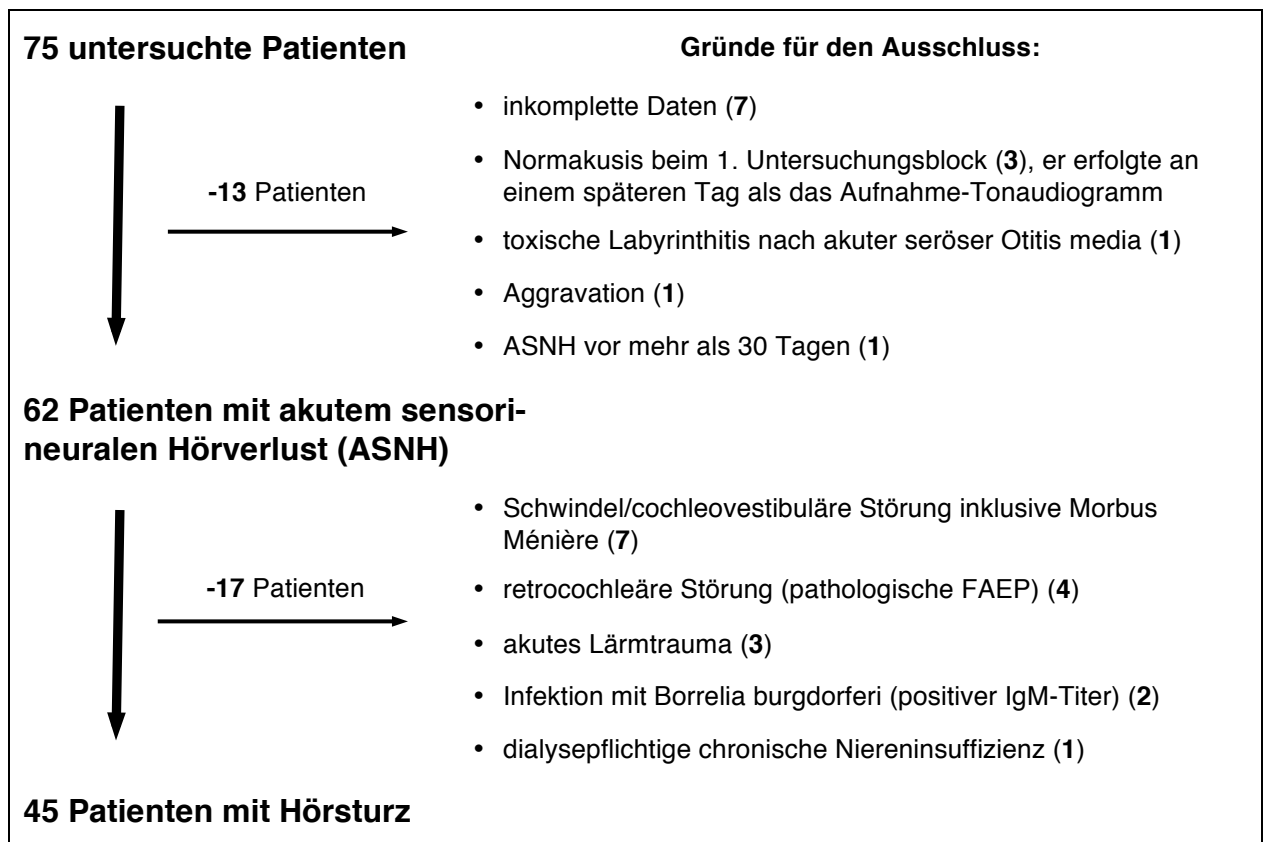 75 untersuchte Patienten
Gründe für den Ausschluss:
-13 Patienten
• inkomplette Daten (7)
• Normakusis beim 1. Untersuchungsblock (3), er erfolgte an
einem späteren Tag als das Aufnahme-Tonaudiogramm
• toxische Labyrinthitis nach akuter seröser Otitis media (1)
• Aggravation (1)
• ASNH vor mehr als 30 Tagen (1)
62 Patienten mit akutem sensori-
neuralen Hörverlust (ASNH)
-17 Patienten
• Schwindel/cochleovestibuläre Störung inklusive Morbus
Ménière (7)
• retrocochleäre Störung (pathologische FAEP) (4)
• akutes Lärmtrauma (3)
• Infektion mit Borrelia burgdorferi (positiver IgM-Titer) (2)
• dialysepflichtige chronische Niereninsuffizienz (1)
45 Patienten mit Hörsturz